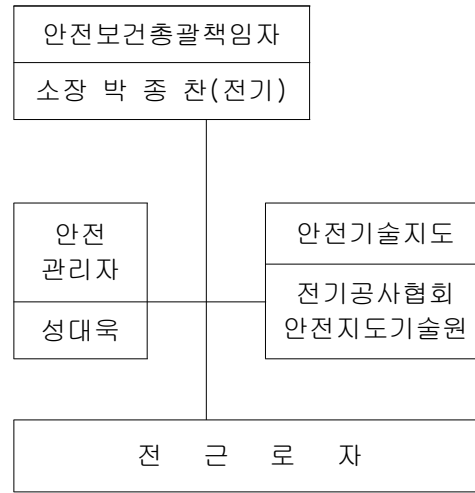 안전보건총괄책임자
소장 박 종 찬(전기)
안전
관리자
성대욱
안전기술지도
전기공사협회
안전지도기술원
전 근 로 자